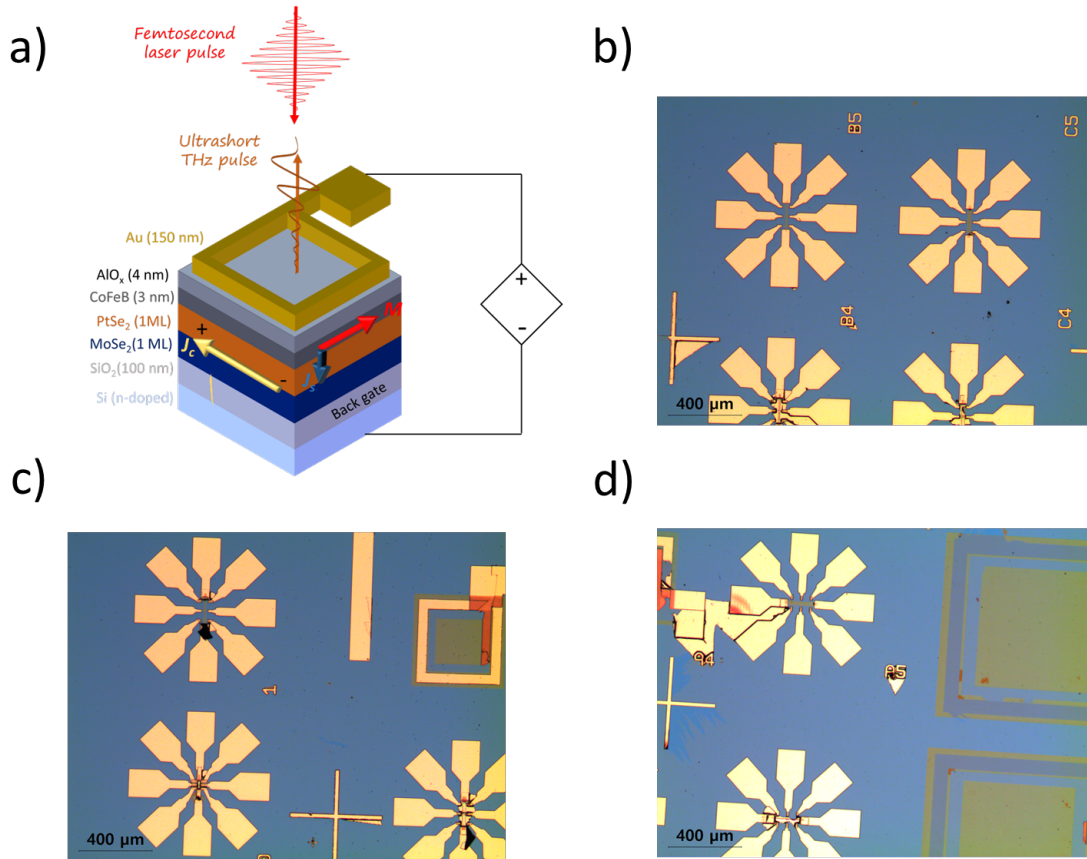 a)
Femtosecond
laser pulse
Ultrashort
THz pulse
Au (150 nm)
AlOₓ (4 nm)
CoFeB (3 nm)
PtSe₂ (1ML)
MoSe₂(1 ML)
SiO₂(100 nm)
Si (n-doped)
+
-
M
J_C
J_S
Back gate
+
-
b)
B5
C5
B4
C4
400 µm
c)
1
400 µm
d)
400 µm